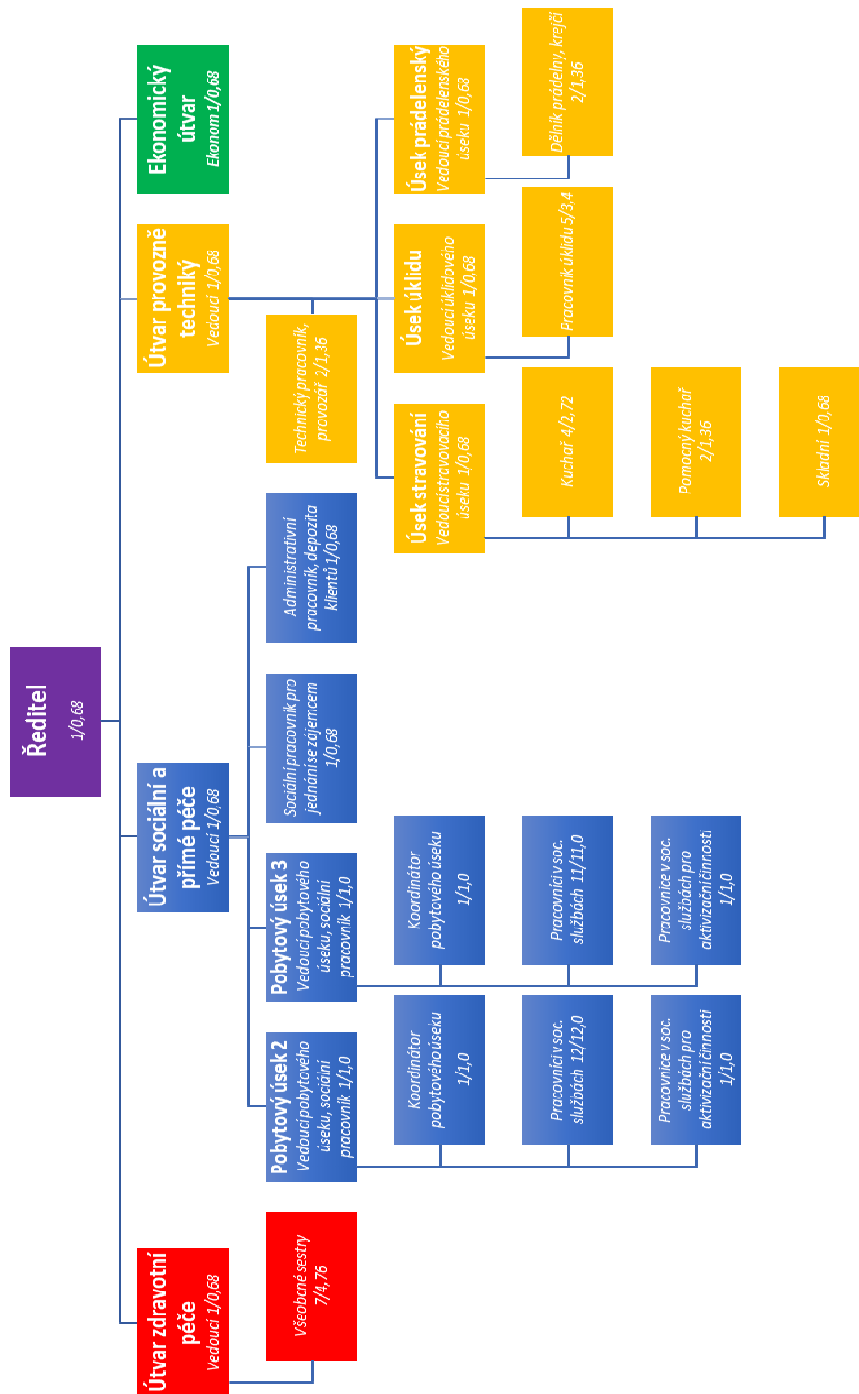 Ředitel
1/0,68
Útvar zdravotní
péče
Vedoucí 1/0,68
Všeobecné sestry
7/4,76
Útvar sociální a
přímé péče
Vedoucí 1/0,68
Pobytový úsek 2
Vedoucí pobytového
úseku, sociální
pracovník 1/1,0
Koordinátor
pobytového úseku
1/1,0
Pracovníci v soc.
službách 12/12,0
Pracovnice v soc.
službách pro
aktivizační činnosti
1/1,0
Pobytový úsek 3
Vedoucí pobytového
úseku, sociální
pracovník 1/1,0
Koordinátor
pobytového úseku
1/1,0
Pracovníci v soc.
službách 11/11,0
Pracovnice v soc.
službách pro
aktivizační činnosti
1/1,0
Sociální pracovník pro
jednání se zájemcem
1/0,68
Administrativní
pracovník, depozita
klientů 1/0,68
Útvar provozně
techniký
Vedoucí 1/0,68
Technický pracovník,
provozář 2/1,36
Úsek stravování
Vedoucí stravovacího
úseku 1/0,68
Kuchař 4/2,72
Pomocný kuchař
2/1,36
Skladní 1/0,68
Úsek úklidu
Vedoucí úklidového
úseku 1/0,68
Pracovník úklidu 5/3,4
Úsek prádelenský
Vedoucí prádelenského
úseku 1/0,68
Dělník prádelny, krejčí
2/1,36
Ekonomický
útvar
Ekonom 1/0,68